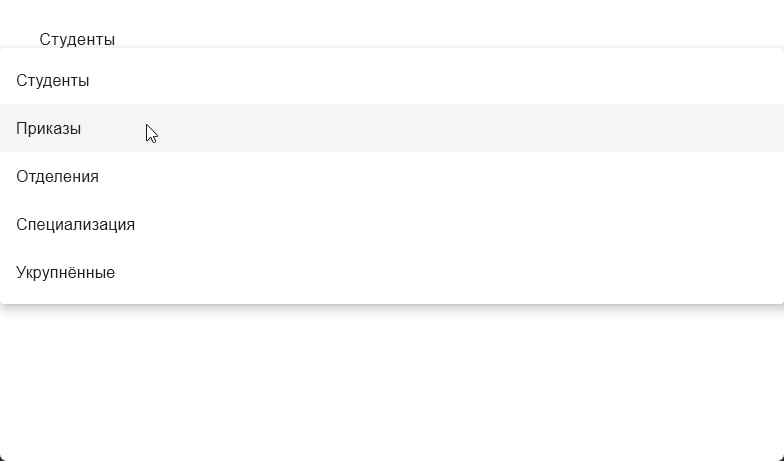 Студенты
Студенты
Приказы
Отделения
Специализация
Укрупнённые